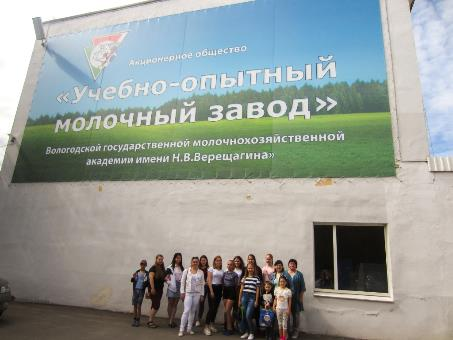 Акционерное общество
«Учебно-опытный
молочный завод»
Вологодской государственной молочнохозяйственной
академии имени Н.В.Верещагина»